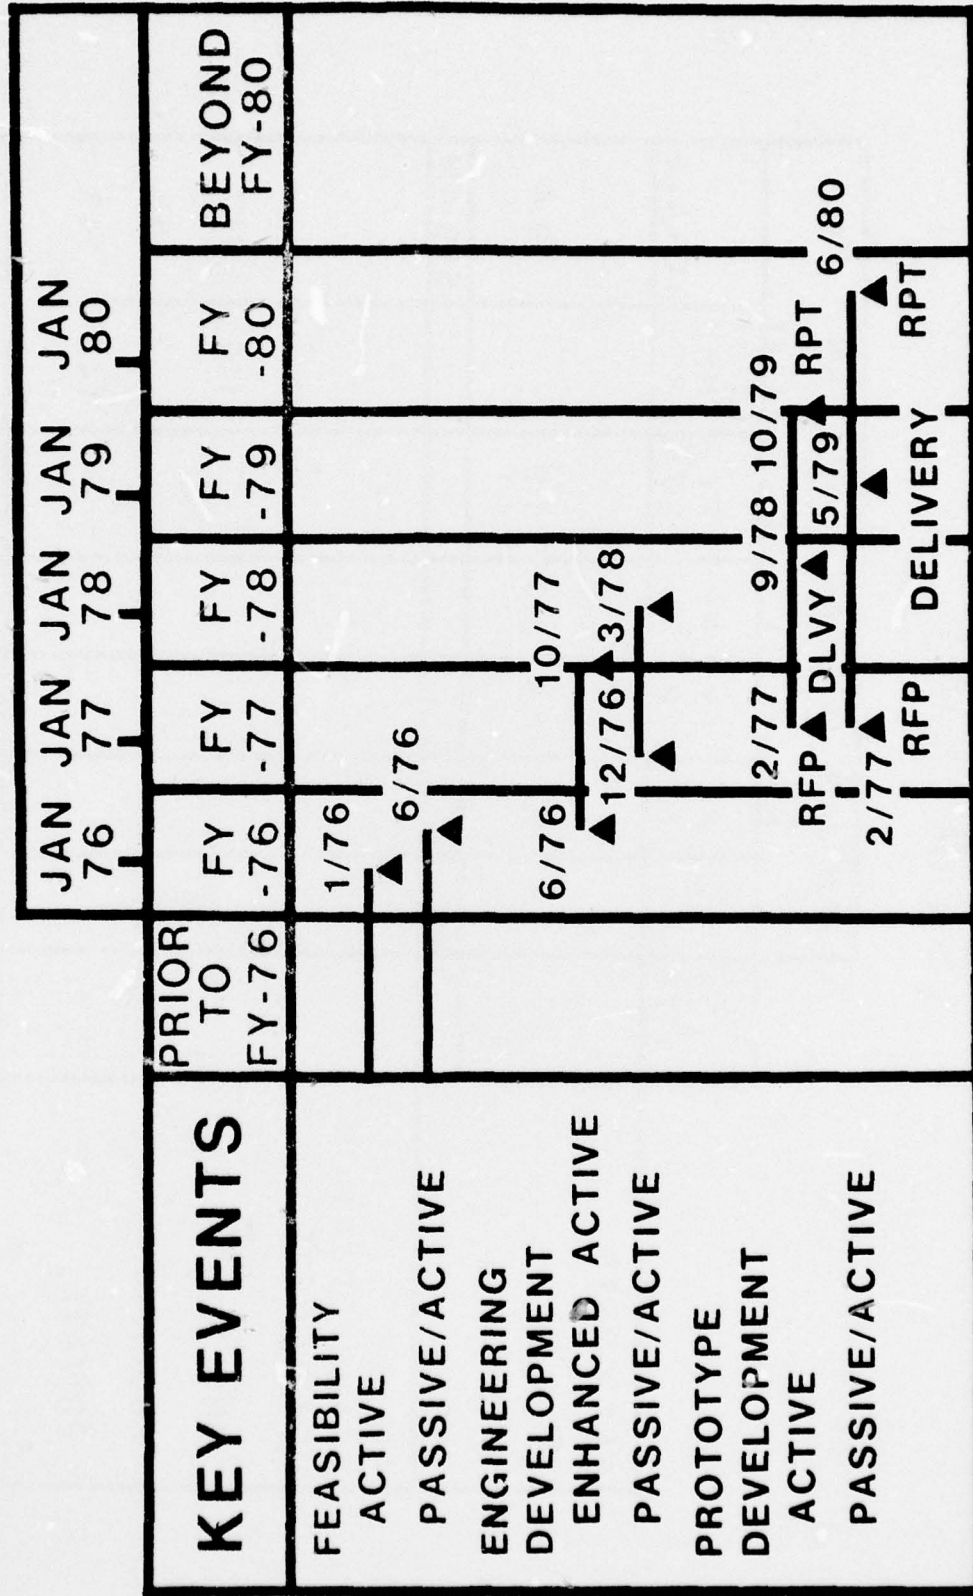 JAN JAN JAN JAN JAN
76 77 78 79 80
KEY EVENTS
PRIOR
TO
FY-76
FY
-76
FY
-77
FY
-78
FY
-79
FY
-80
BEYOND
FY-80
FEASIBILITY
ACTIVE
1/76
PASSIVE/ACTIVE
6/76
ENGINEERING
DEVELOPMENT
ENHANCED ACTIVE
6/76 10/77
PASSIVE/ACTIVE
12/76 3/78
PROTOTYPE
DEVELOPMENT
ACTIVE
2/77 9/78 10/79
RFP DLVY RPT
PASSIVE/ACTIVE
2/77 5/79 6/80
RFP DELIVERY RPT